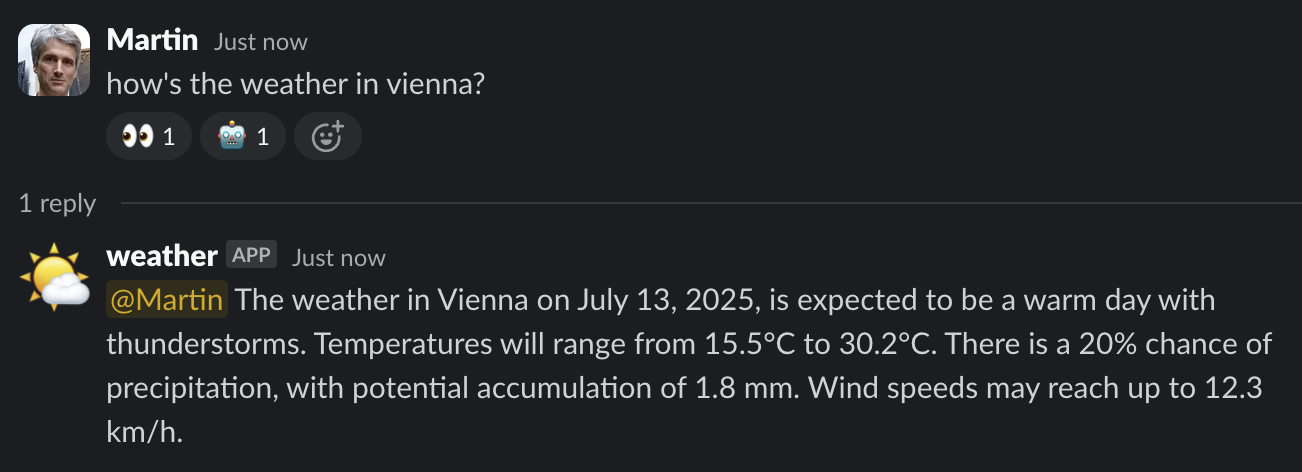 Martin Just now
how's the weather in vienna?
1 1
1 reply
weather APP Just now
@Martin The weather in Vienna on July 13, 2025, is expected to be a warm day with
thunderstorms. Temperatures will range from 15.5°C to 30.2°C. There is a 20% chance of
precipitation, with potential accumulation of 1.8 mm. Wind speeds may reach up to 12.3
km/h.